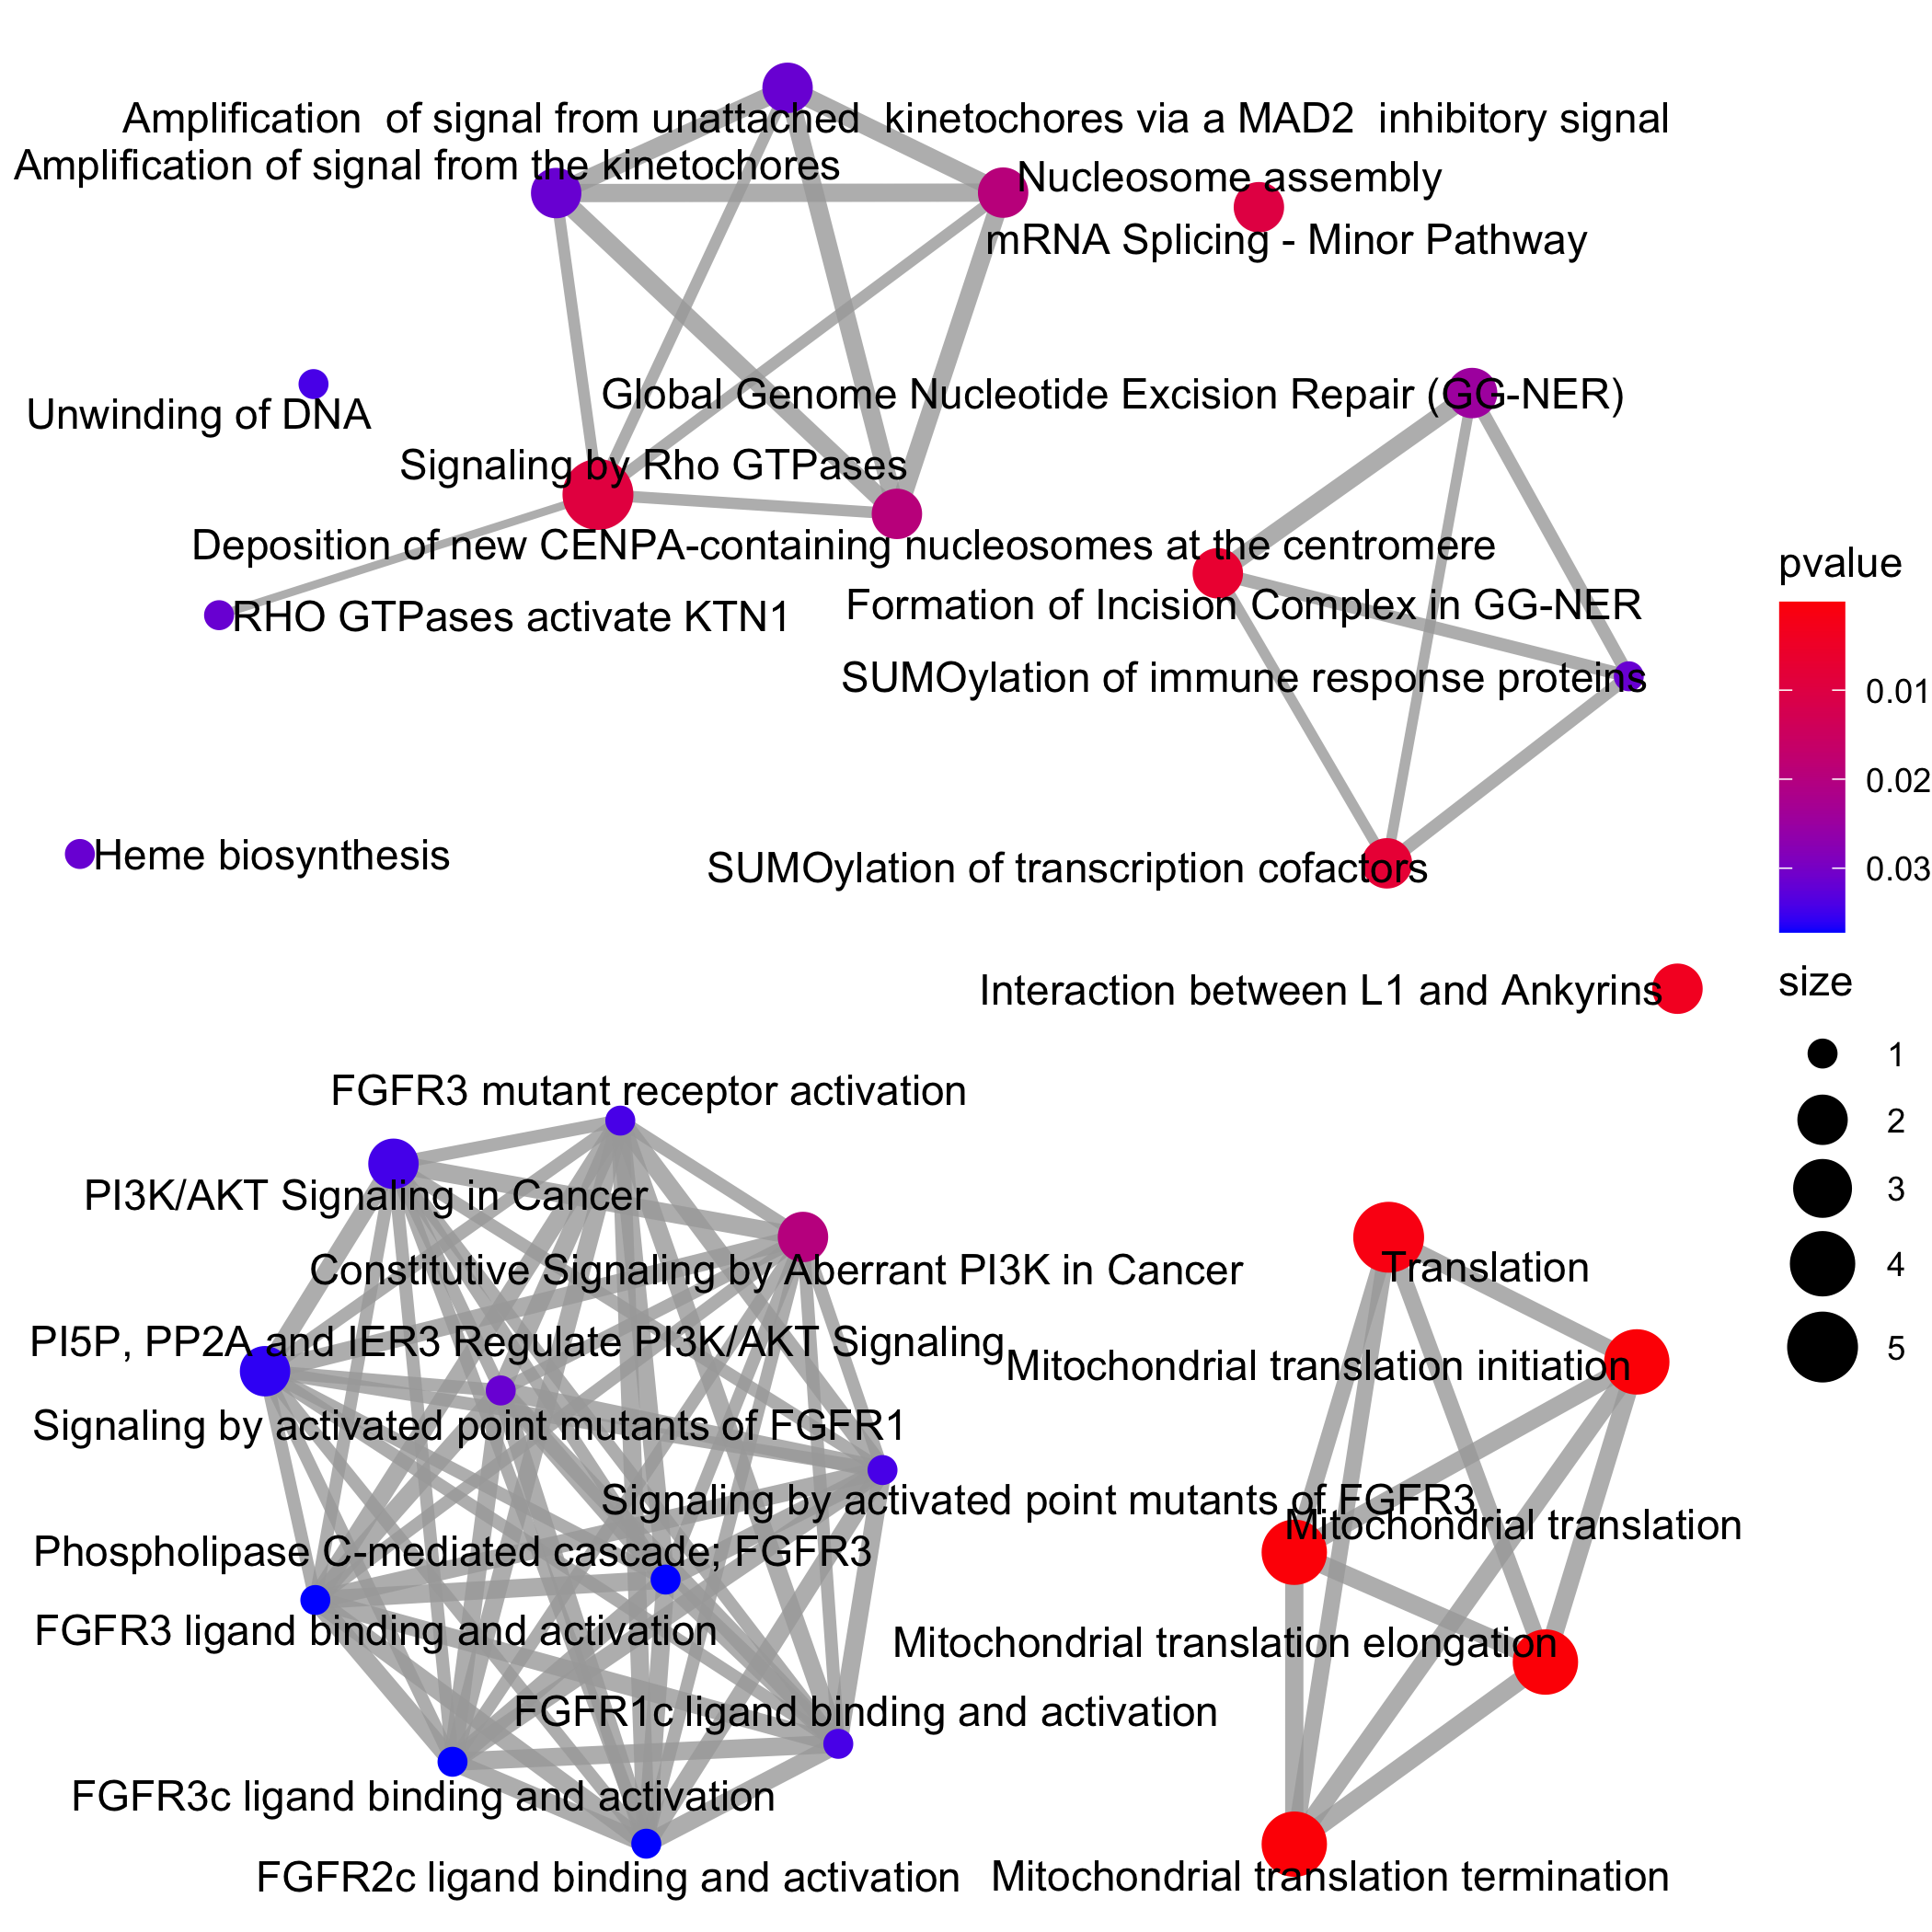 Amplification  of signal from unattached  kinetochores via a MAD2  inhibitory signal
Amplification of signal from the kinetochores
Nucleosome assembly
mRNA Splicing - Minor Pathway
Global Genome Nucleotide Excision Repair (GG-NER)
Unwinding of DNA
Signaling by Rho GTPases
Deposition of new CENPA-containing nucleosomes at the centromere
Formation of Incision Complex in GG-NER
RHO GTPases activate KTN1
SUMOylation of immune response proteins
Heme biosynthesis
SUMOylation of transcription cofactors
Interaction between L1 and Ankyrins
FGFR3 mutant receptor activation
PI3K/AKT Signaling in Cancer
Constitutive Signaling by Aberrant PI3K in Cancer
Translation
PI5P, PP2A and IER3 Regulate PI3K/AKT Signaling
Mitochondrial translation initiation
Signaling by activated point mutants of FGFR1
Signaling by activated point mutants of FGFR3
Mitochondrial translation
Phospholipase C-mediated cascade; FGFR3
FGFR3 ligand binding and activation
Mitochondrial translation elongation
FGFR1c ligand binding and activation
FGFR3c ligand binding and activation
FGFR2c ligand binding and activation
Mitochondrial translation termination
pvalue
0.01
0.02
0.03
size
1
2
3
4
5